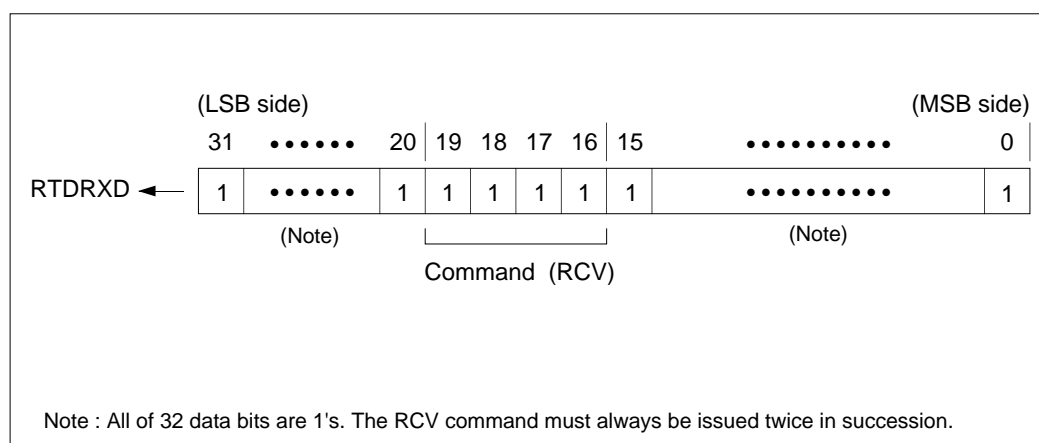 (LSB side) (MSB side)
31 •••••• 20 19 18 17 16 15 •••••••••• 0
RTDRXD 1 •••••• 1 1 1 1 1 1 •••••••••• 1
(Note) (Note)
Command (RCV)
Note : All of 32 data bits are 1's. The RCV command must always be issued twice in succession.